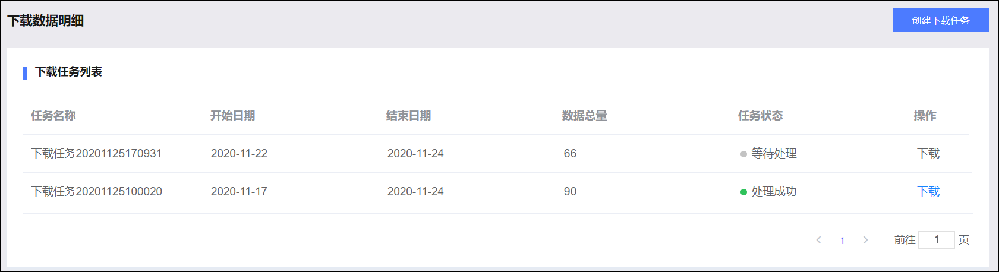 下载数据明细
创建下载任务
下载任务列表
任务名称 开始日期 结束日期 数据总量 任务状态 操作
下载任务20201125170931 2020-11-22 2020-11-24 66 等待处理 下载
下载任务20201125100020 2020-11-17 2020-11-24 90 处理成功 下载
1 前往 1 页